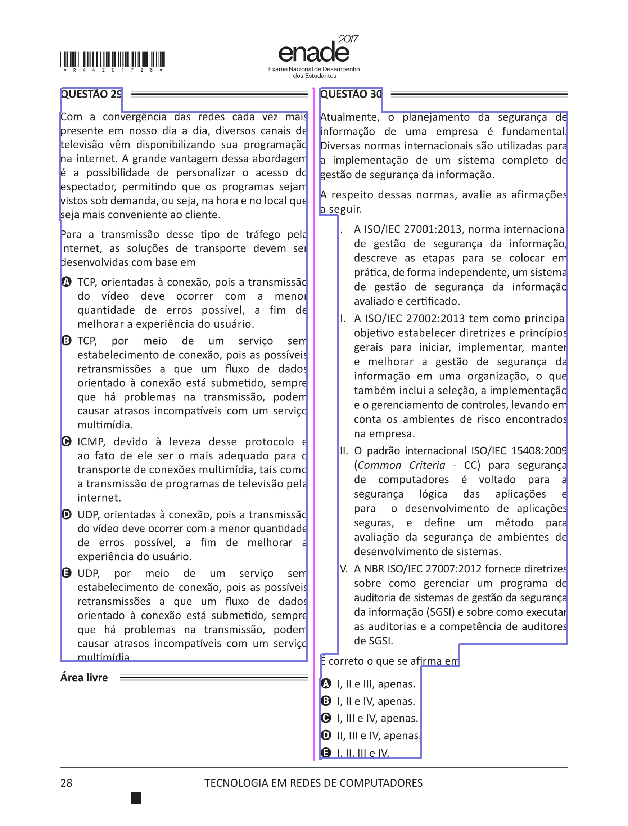 *R4420172B*
2017
enade
Exame Nacional de Desempenho
dos Estudantes
QUESTÃO 29
Com a convergência das redes cada vez mais
presente em nosso dia a dia, diversos canais de
televisão vêm disponibilizando sua programação
na internet. A grande vantagem dessa abordagem
é a possibilidade de personalizar o acesso do
espectador, permitindo que os programas sejam
vistos sob demanda, ou seja, na hora e no local que
seja mais conveniente ao cliente.
Para a transmissão desse tipo de tráfego pela
internet, as soluções de transporte devem ser
desenvolvidas com base em
A TCP, orientadas à conexão, pois a transmissão
do vídeo deve ocorrer com a menor
quantidade de erros possível, a fim de
melhorar a experiência do usuário.
B TCP, por meio de um serviço sem
estabelecimento de conexão, pois as possíveis
retransmissões a que um fluxo de dados
orientado à conexão está submetido, sempre
que há problemas na transmissão, podem
causar atrasos incompatíveis com um serviço
multimídia.
C ICMP, devido à leveza desse protocolo e
ao fato de ele ser o mais adequado para o
transporte de conexões multimídia, tais como
a transmissão de programas de televisão pela
internet.
D UDP, orientadas à conexão, pois a transmissão
do vídeo deve ocorrer com a menor quantidade
de erros possível, a fim de melhorar a
experiência do usuário.
E UDP, por meio de um serviço sem
estabelecimento de conexão, pois as possíveis
retransmissões a que um fluxo de dados
orientado à conexão está submetido, sempre
que há problemas na transmissão, podem
causar atrasos incompatíveis com um serviço
multimídia.
Área livre
QUESTÃO 30
Atualmente, o planejamento da segurança de
informação de uma empresa é fundamental.
Diversas normas internacionais são utilizadas para
a implementação de um sistema completo de
gestão de segurança da informação.
A respeito dessas normas, avalie as afirmações
a seguir.
I. A ISO/IEC 27001:2013, norma internacional
de gestão de segurança da informação,
descreve as etapas para se colocar em
prática, de forma independente, um sistema
de gestão de segurança da informação
avaliado e certificado.
II. A ISO/IEC 27002:2013 tem como principal
objetivo estabelecer diretrizes e princípios
gerais para iniciar, implementar, manter
e melhorar a gestão de segurança da
informação em uma organização, o que
também inclui a seleção, a implementação
e o gerenciamento de controles, levando em
conta os ambientes de risco encontrados
na empresa.
III. O padrão internacional ISO/IEC 15408:2009
(Common Criteria - CC) para segurança
de computadores é voltado para a
segurança lógica das aplicações e
para o desenvolvimento de aplicações
seguras, e define um método para
avaliação da segurança de ambientes de
desenvolvimento de sistemas.
IV. A NBR ISO/IEC 27007:2012 fornece diretrizes
sobre como gerenciar um programa de
auditoria de sistemas de gestão da segurança
da informação (SGSI) e sobre como executar
as auditorias e a competência de auditores
de SGSI.
É correto o que se afirma em
A I, II e III, apenas.
B I, II e IV, apenas.
C I, III e IV, apenas.
D II, III e IV, apenas.
E I, II, III e IV.
28
TECNOLOGIA EM REDES DE COMPUTADORES